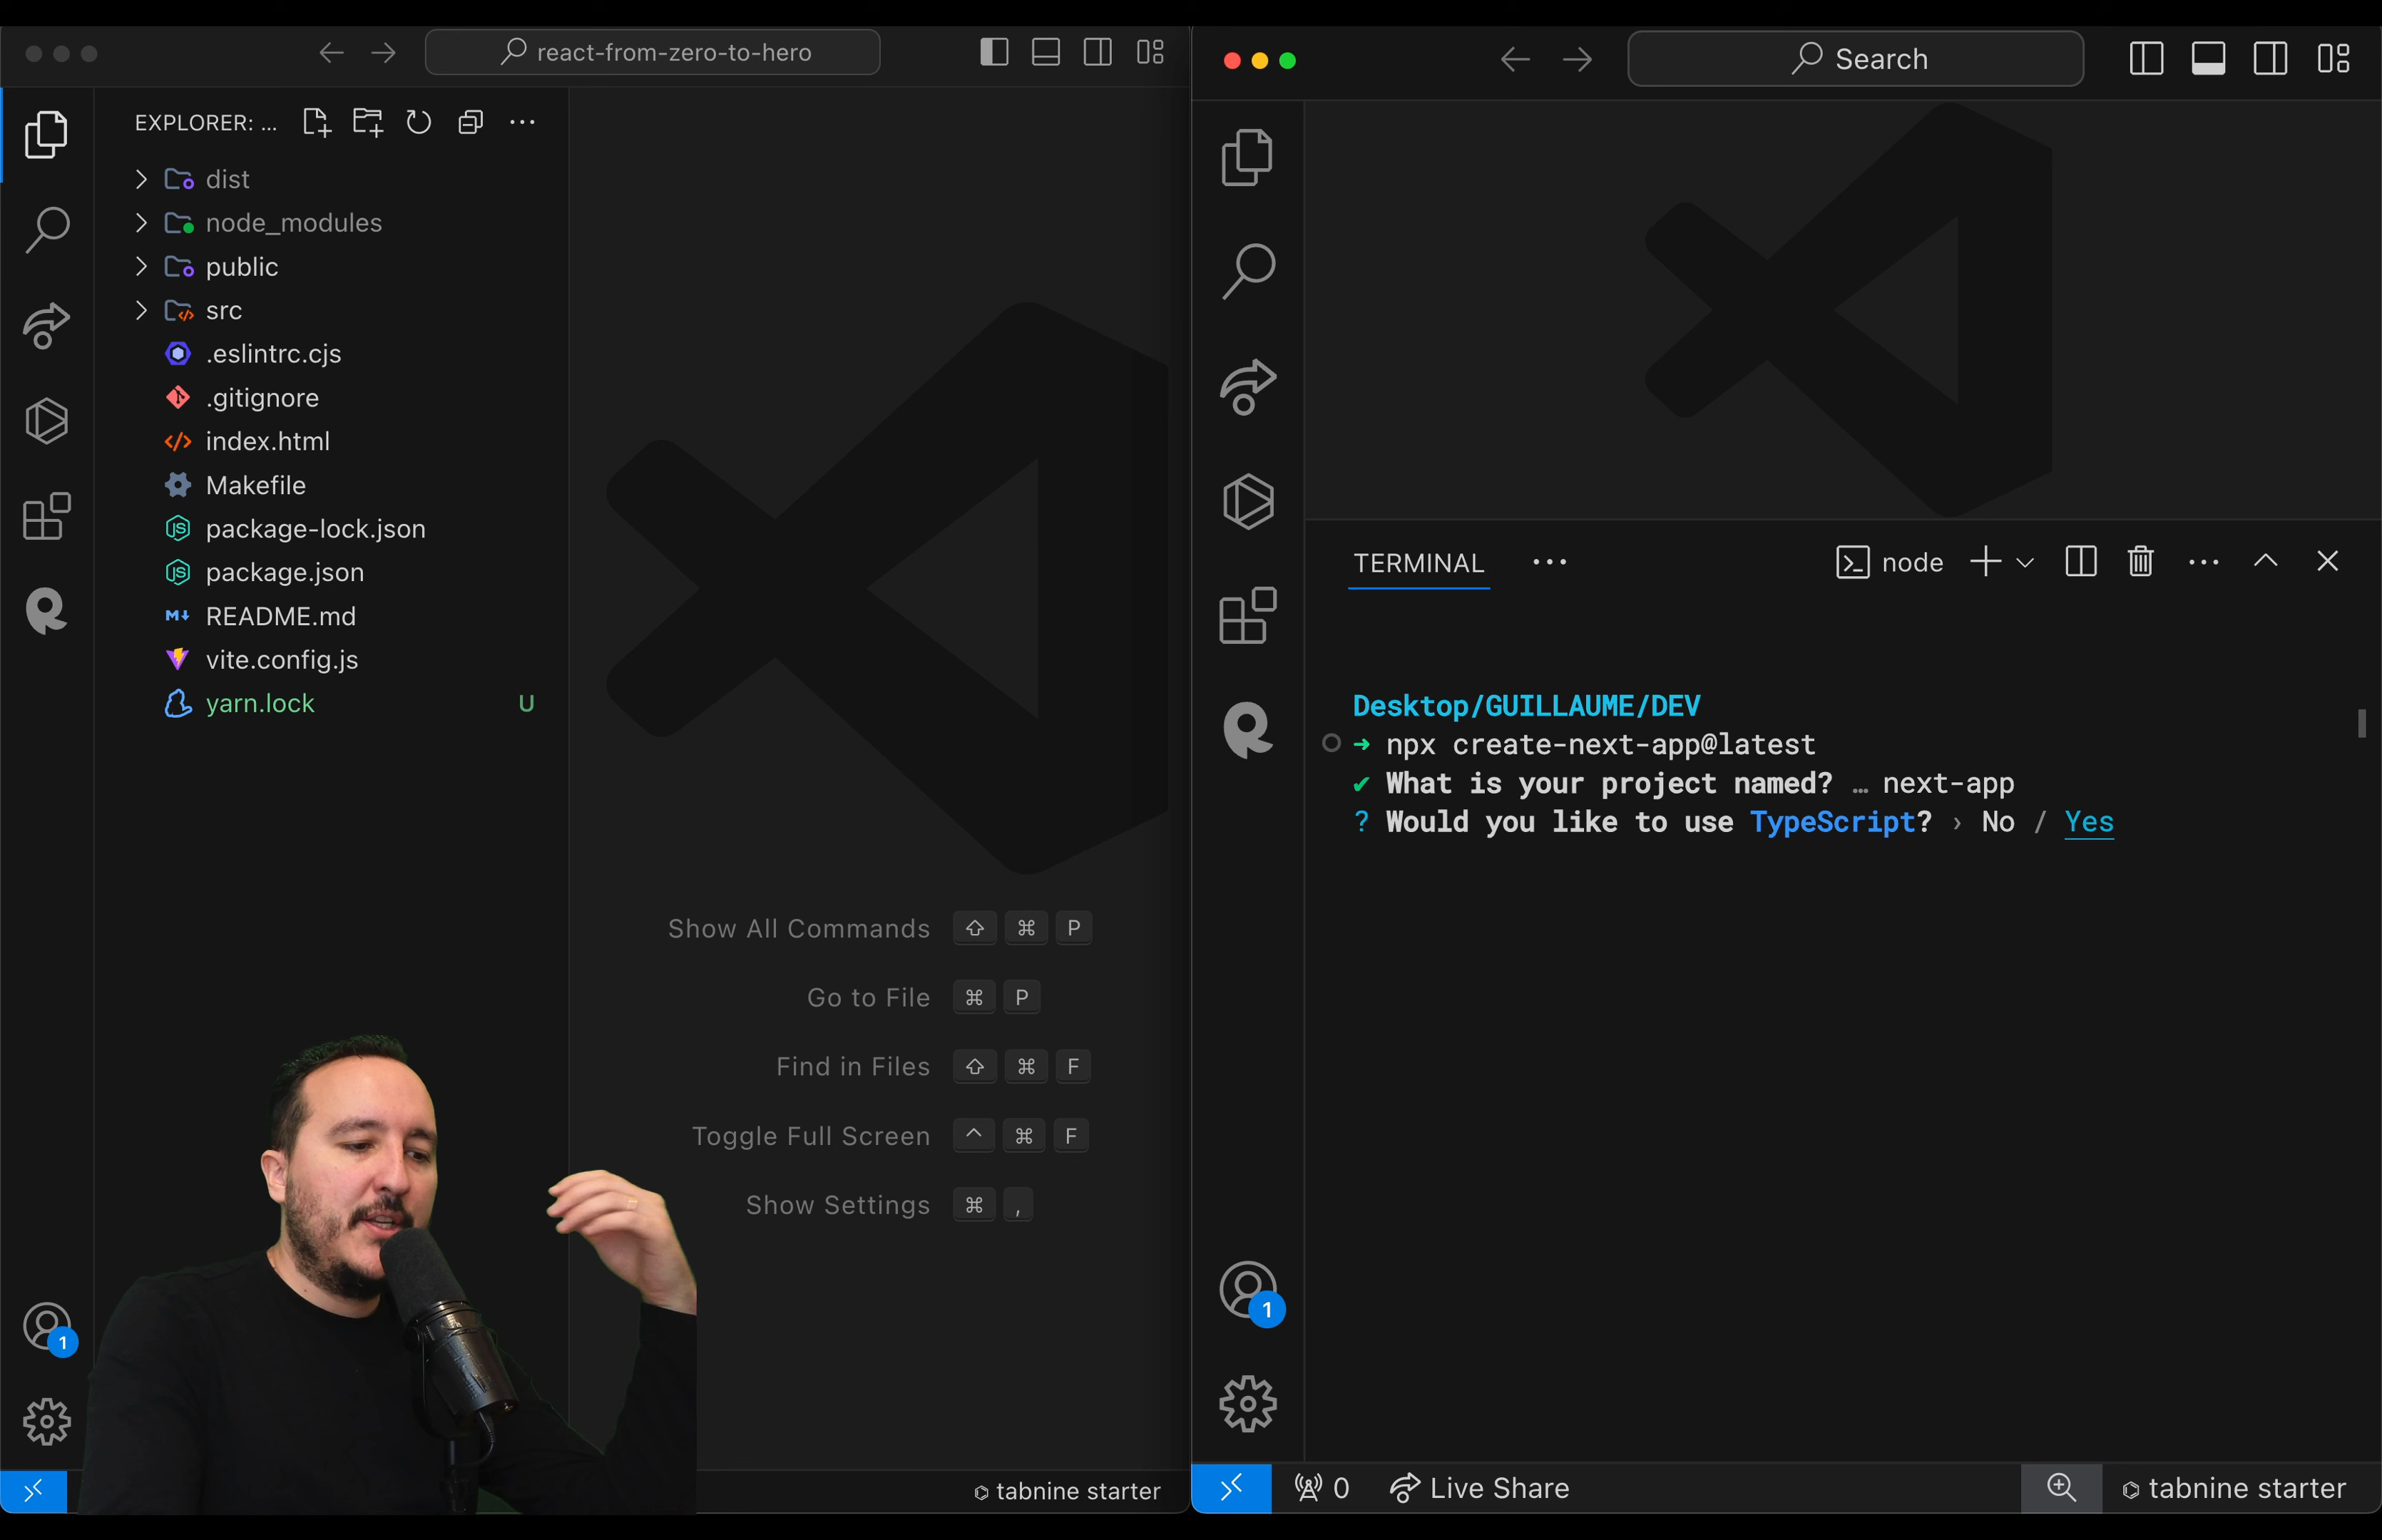 react-from-zero-to-hero
EXPLORER: ...
dist
node_modules
public
src
.eslintrc.cjs
.gitignore
index.html
Makefile
package-lock.json
package.json
README.md
vite.config.js
yarn.lock U
Show All Commands ⇧ ⌘ P
Go to File ⌘ P
Find in Files ⇧ ⌘ F
Toggle Full Screen ^ ⌘ F
Show Settings ⌘ ,
1
tabnine starter
Search
TERMINAL ...
node
Desktop/GUILLAUME/DEV
→ npx create-next-app@latest
✔ What is your project named? … next-app
? Would you like to use TypeScript? › No / Yes
1
0
Live Share
tabnine starter